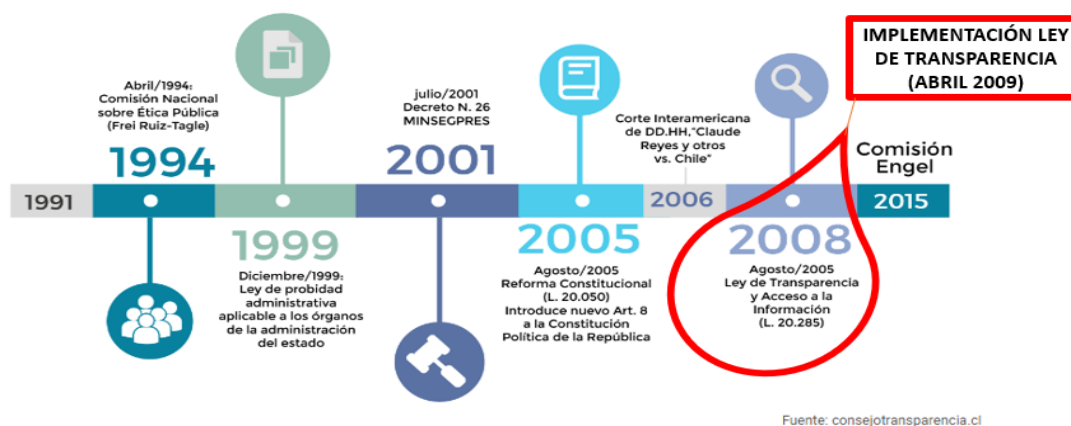 IMPLEMENTACIÓN LEY
DE TRANSPARENCIA
(ABRIL 2009)
Abril/1994:
Comisión Nacional
sobre Ética Pública
(Frei Ruiz-Tagle)
1994
julio/2001
Decreto N. 26
MINSEGPRES
2001
Corte Interamericana
de DD.HH,"Claude
Reyes y otros
vs. Chile"
Comisión
Engel
1991
2006
2015
1999
Diciembre/1999:
Ley de probidad
administrativa
aplicable a los órganos
de la administración
del estado
2005
Agosto/2005
Reforma Constitucional
(L. 20.050)
Introduce nuevo Art. 8
a la Constitución
Política de la República
2008
Agosto/2005
Ley de Transparencia
y Acceso a la
Información
(L. 20.285)
Fuente: consejotransparencia.cl